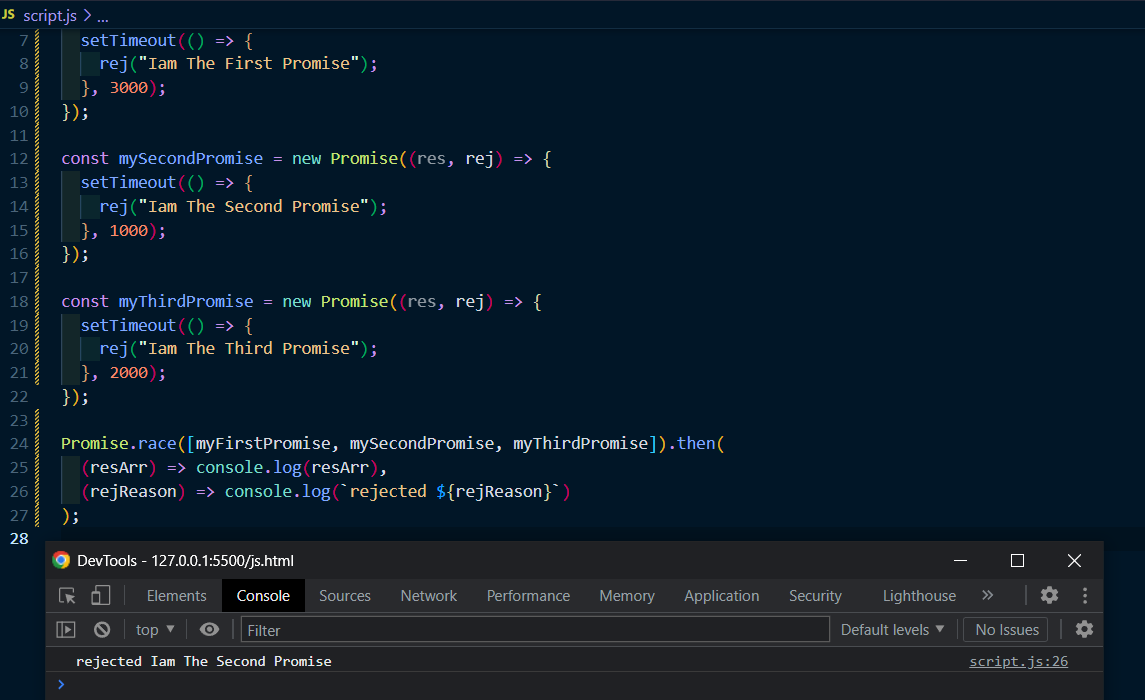 JS script.js > ...
7 setTimeout(() => {
8 rej("Iam The First Promise");
9 }, 3000);
10 });
11
12 const mySecondPromise = new Promise((res, rej) => {
13 setTimeout(() => {
14 rej("Iam The Second Promise");
15 }, 1000);
16 });
17
18 const myThirdPromise = new Promise((res, rej) => {
19 setTimeout(() => {
20 rej("Iam The Third Promise");
21 }, 2000);
22 });
23
24 Promise.race([myFirstPromise, mySecondPromise, myThirdPromise]).then(
25 (resArr) => console.log(resArr),
26 (rejReason) => console.log(`rejected ${rejReason}`)
27 );
28
DevTools - 127.0.0.1:5500/js.html
Elements Console Sources Network Performance Memory Application Security Lighthouse »
top ▼ Filter Default levels ▼ No Issues
rejected Iam The Second Promise script.js:26
>